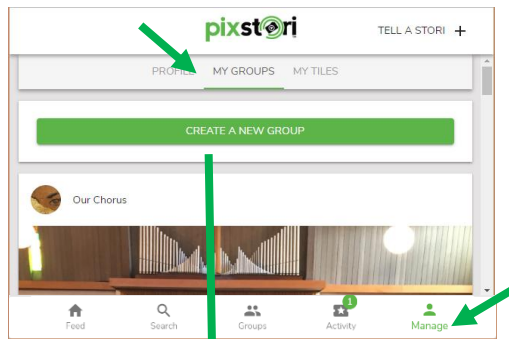 pixstori
TELL A STORI +
PROFILE MY GROUPS MY TILES
CREATE A NEW GROUP
Our Chorus
1
Feed Search Groups Activity Manage